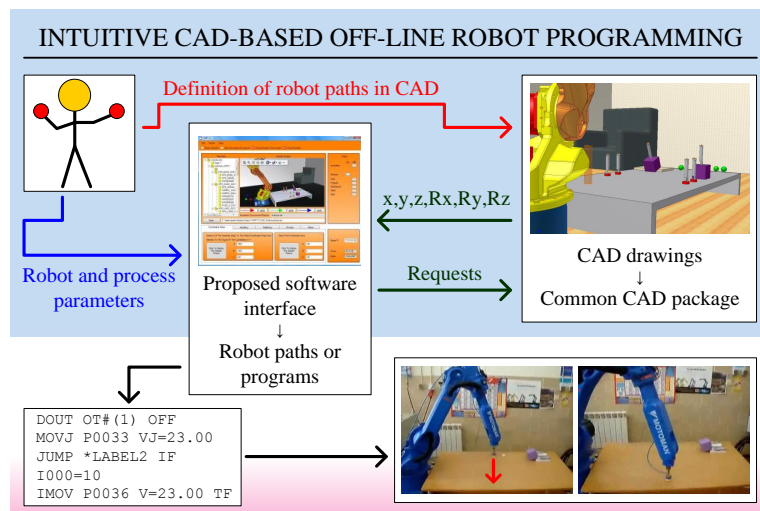 INTUITIVE CAD-BASED OFF-LINE ROBOT PROGRAMMING
Definition of robot paths in CAD
x,y,z,Rx,Ry,Rz
Requests
Robot and process
parameters
Proposed software
interface
↓
Robot paths or
programs
CAD drawings
↓
Common CAD package
DOUT OT#(1) OFF
MOVJ P0033 VJ=23.00
JUMP *LABEL2 IF
I000=10
IMOV P0036 V=23.00 TF
MOTOMAN